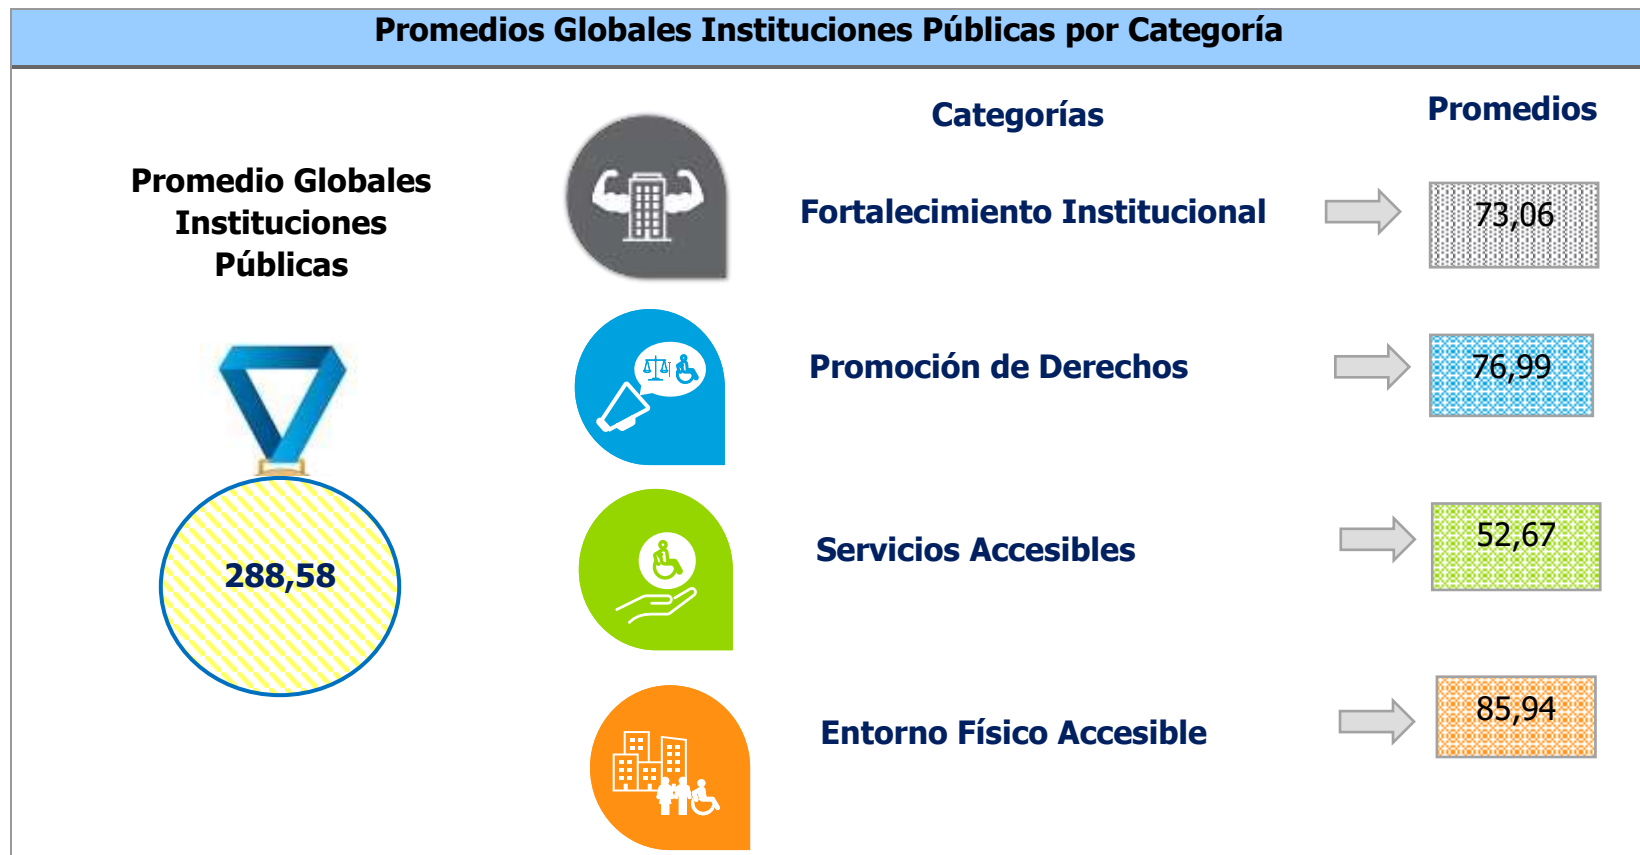 Promedios Globales Instituciones Públicas por Categoría
Promedio Globales
Instituciones
Públicas
288,58
Categorías
Promedios
Fortalecimiento Institucional
73,06
Promoción de Derechos
76,99
Servicios Accesibles
52,67
Entorno Físico Accesible
85,94